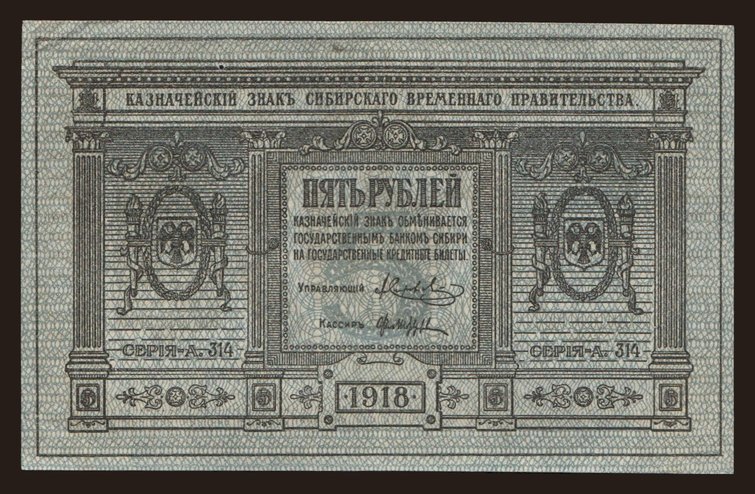 КАЗНАЧЕЙСКІЙ ЗНАКЪ СИБИРСКАГО ВРЕМЕННАГО ПРАВИТЕЛЬСТВА.
ПЯТЬ РУБЛЕЙ
КАЗНАЧЕЙСКІЙ ЗНАКЪ ОБМѢНИВАЕТСЯ
ГОСУДАРСТВЕННЫМЪ БАНКОМЪ СИБИРИ
НА ГОСУДАРСТВЕННЫЕ КРЕДИТНЫЕ БИЛЕТЫ.
УПРАВЛЯЮЩІЙ
КАССИРЪ
СЕРІЯ-А. 314
СЕРІЯ-А. 314
5 5 5 5
·1918·